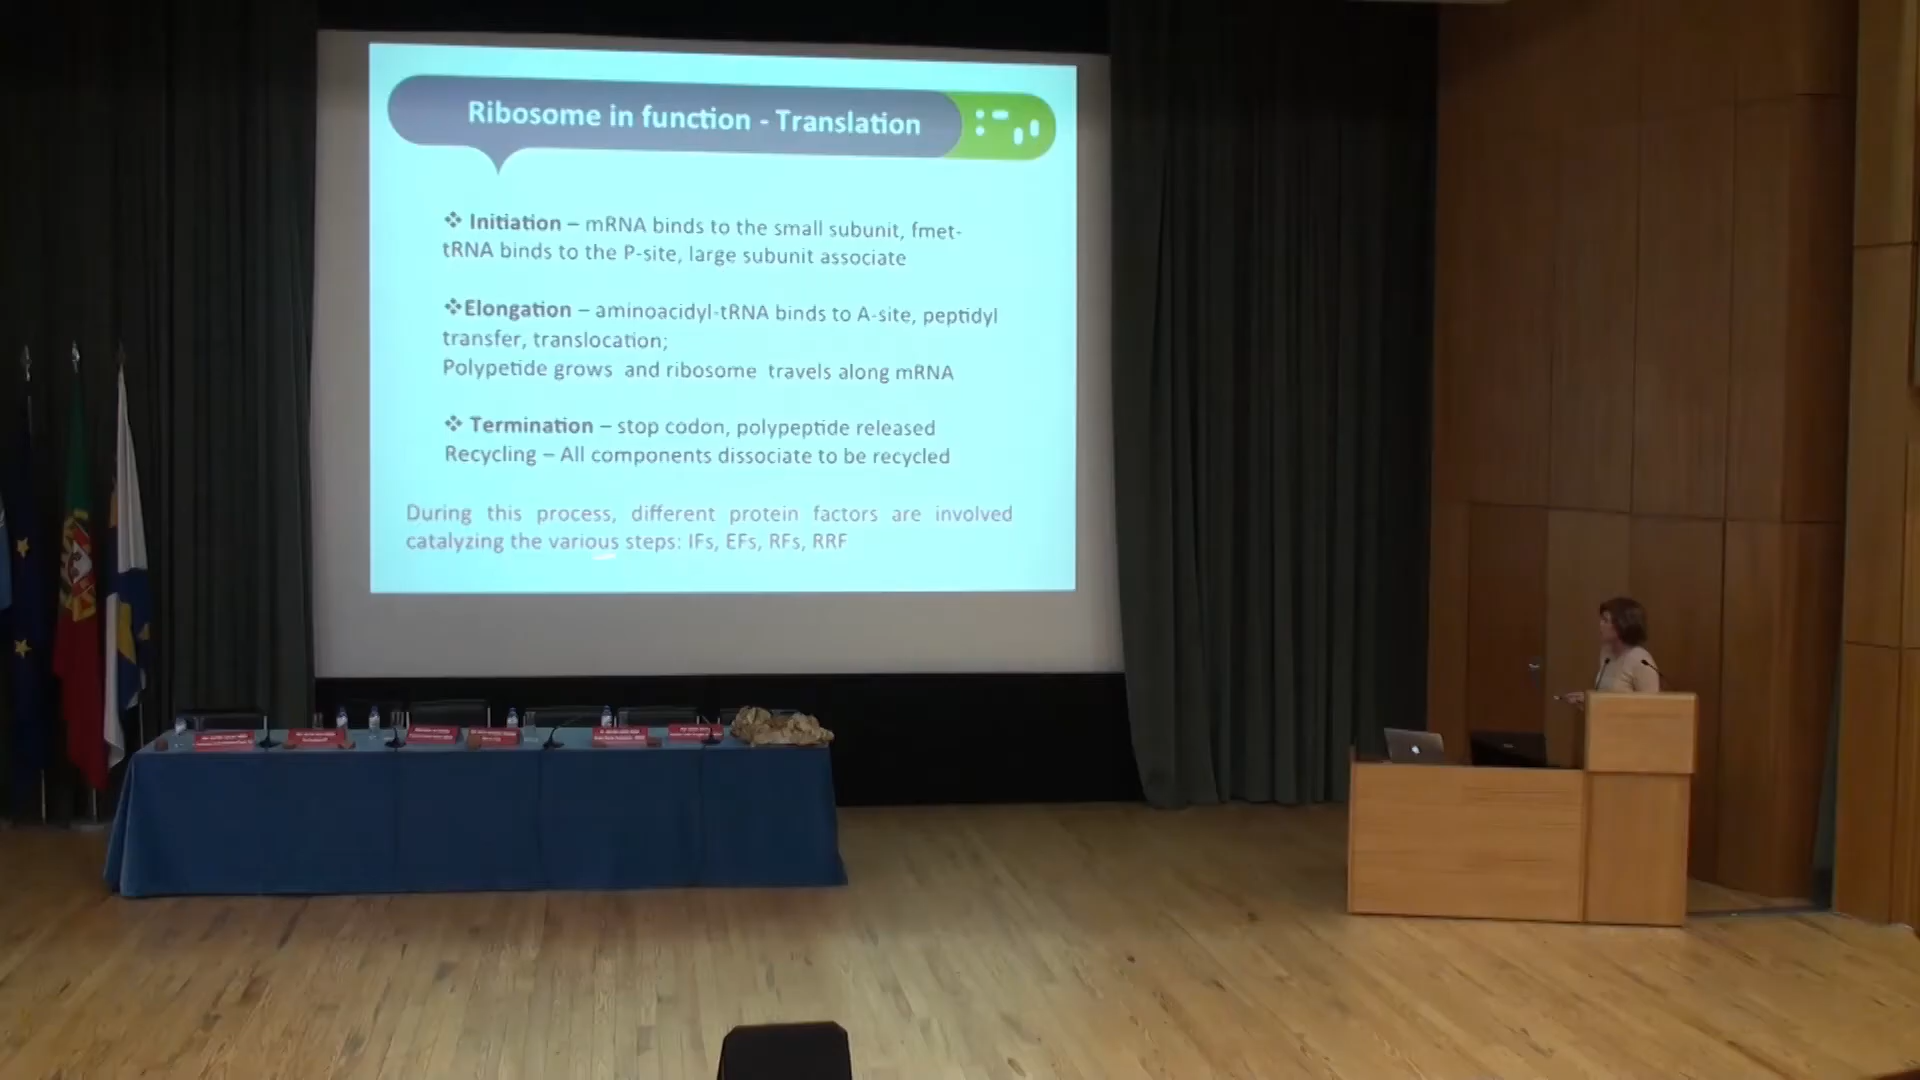 Ribosome in function - Translation
❖ Initiation – mRNA binds to the small subunit, fmet-
tRNA binds to the P-site, large subunit associate
❖Elongation – aminoacidyl-tRNA binds to A-site, peptidyl
transfer, translocation;
Polypetide grows and ribosome travels along mRNA
❖ Termination – stop codon, polypeptide released
Recycling – All components dissociate to be recycled
During this process, different protein factors are involved
catalyzing the various steps: IFs, EFs, RFs, RRF